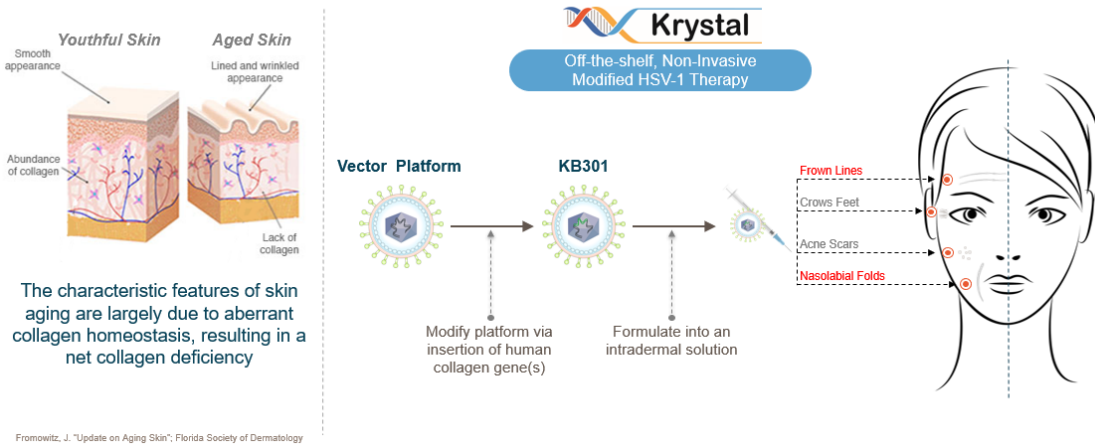 Youthful Skin
Aged Skin
Smooth
appearance
Lined and wrinkled
appearance
Abundance
of collagen
Lack of
collagen
The characteristic features of skin
aging are largely due to aberrant
collagen homeostasis, resulting in a
net collagen deficiency
Fromowitz, J. "Update on Aging Skin"; Florida Society of Dermatology
Krystal
Off-the-shelf, Non-Invasive
Modified HSV-1 Therapy
Vector Platform
KB301
Modify platform via
insertion of human
collagen gene(s)
Formulate into an
intradermal solution
Frown Lines
Crows Feet
Acne Scars
Nasolabial Folds